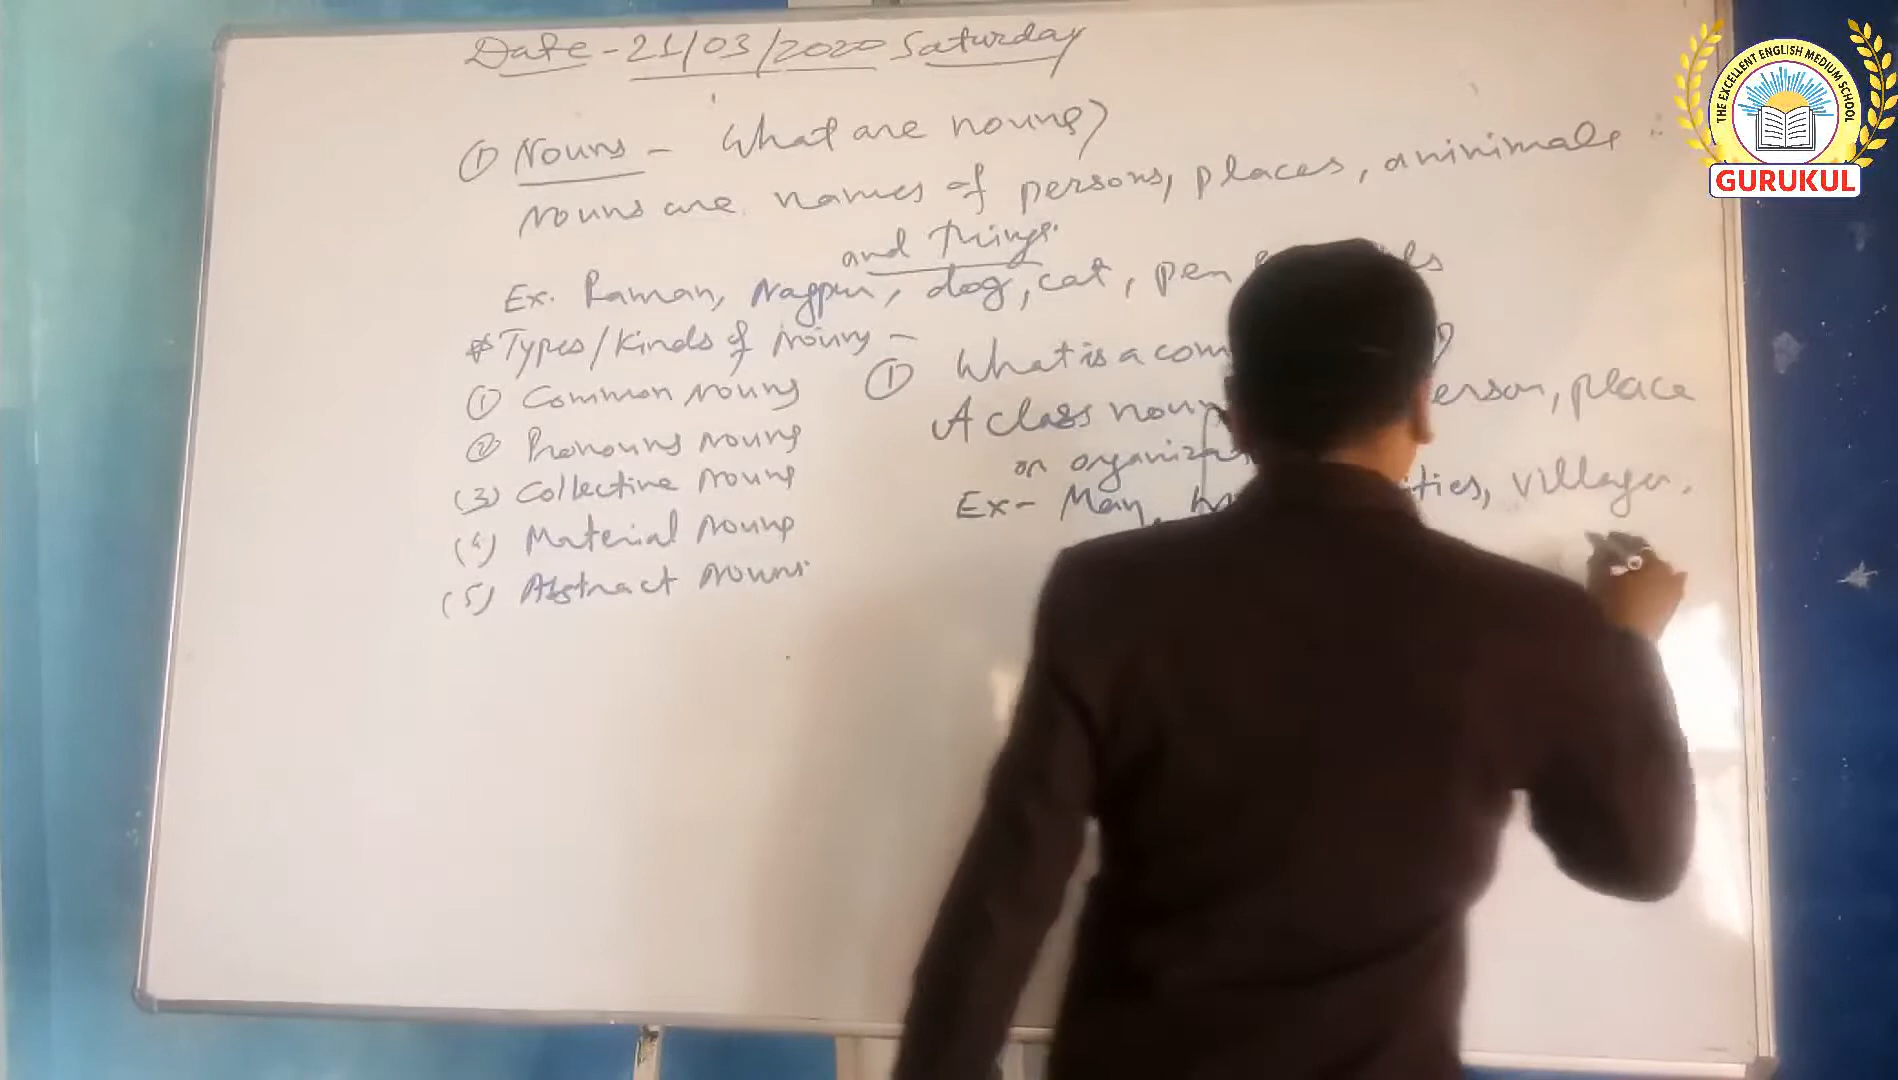 Date - 21/03/2020 Saturday
① Nouns - What are nouns?
Nouns are names of persons, places, aninimals
and things.
Ex. Raman, Nagpur, dog, cat, pen
* Types/Kinds of Nouns -
① Common nouns
② Pronouns nouns
(3) Collective nouns
(4) Material nouns
(5) Abstract nouns
① What is a com
A class noun erson, place
or organiz
Ex- Man, ities, villages.
THE EXCELLENT ENGLISH MEDIUM SCHOOL
GURUKUL